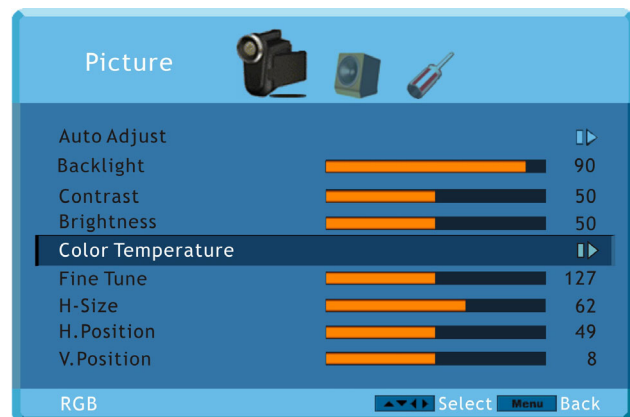 Picture
Auto Adjust
Backlight 90
Contrast 50
Brightness 50
Color Temperature
Fine Tune 127
H-Size 62
H.Position 49
V.Position 8
RGB Select Menu Back